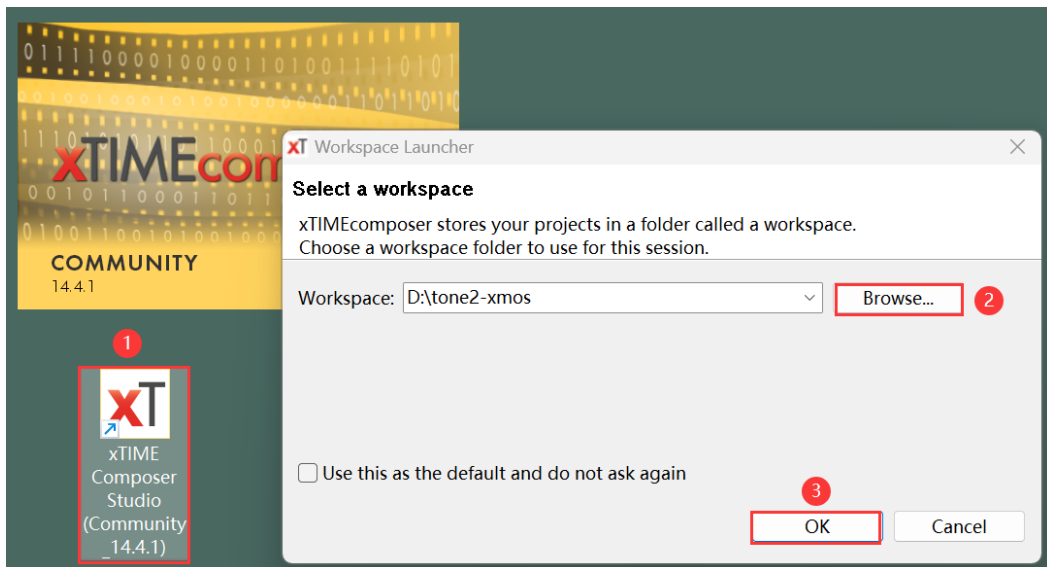 xTIMEcom
COMMUNITY
14.4.1
1
xT
xTIME
Composer
Studio
(Community
_14.4.1)
xT Workspace Launcher
Select a workspace
xTIMEcomposer stores your projects in a folder called a workspace.
Choose a workspace folder to use for this session.
Workspace: D:\tone2-xmos Browse... 2
Use this as the default and do not ask again
3
OK Cancel